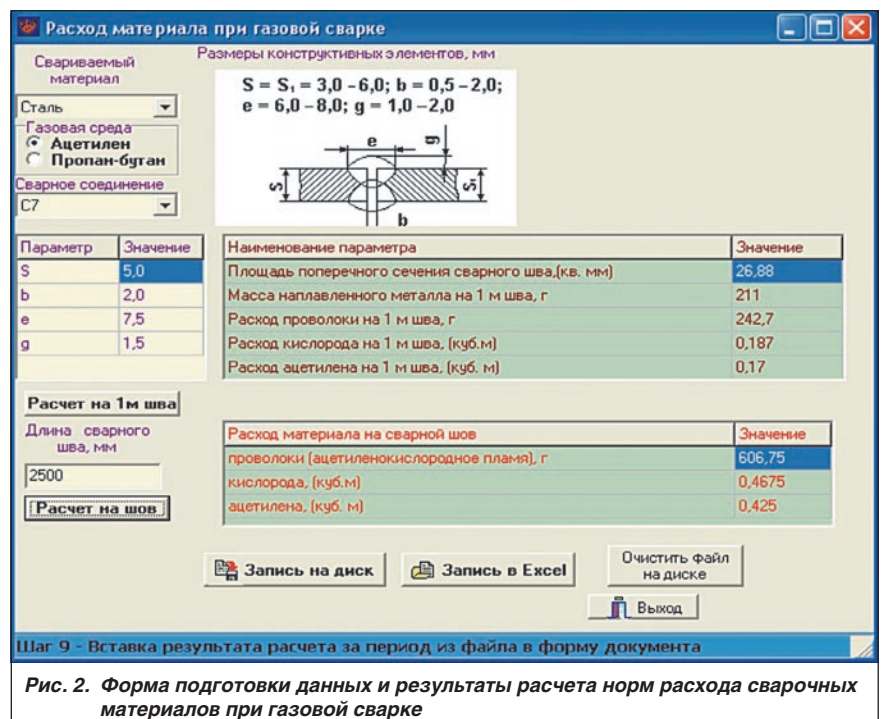 Расход материала при газовой сварке
Свариваемый
материал
Сталь
Газовая среда
Ацетилен
Пропан-бутан
Сварное соединение
С7
Размеры конструктивных элементов, мм
S = S₁ = 3,0 – 6,0; b = 0,5 – 2,0;
e = 6,0 – 8,0; g = 1,0 – 2,0
e
g
S
S₁
b
Параметр Значение
S 5,0
b 2,0
e 7,5
g 1,5
Наименование параметра Значение
Площадь поперечного сечения сварного шва,(кв. мм) 26,88
Масса наплавленного металла на 1 м шва, г 211
Расход проволоки на 1 м шва, г 242,7
Расход кислорода на 1 м шва, (куб.м) 0,187
Расход ацетилена на 1 м шва, (куб. м) 0,17
Расчет на 1м шва
Длина сварного
шва, мм
2500
Расчет на шов
Расход материала на сварной шов Значение
проволоки (ацетиленокислородное пламя), г 606,75
кислорода, (куб.м) 0,4675
ацетилена, (куб. м) 0,425
Запись на диск
Запись в Excel
Очистить файл
на диске
Выход
Шаг 9 - Вставка результата расчета за период из файла в форму документа
Рис. 2. Форма подготовки данных и результаты расчета норм расхода сварочных
материалов при газовой сварке